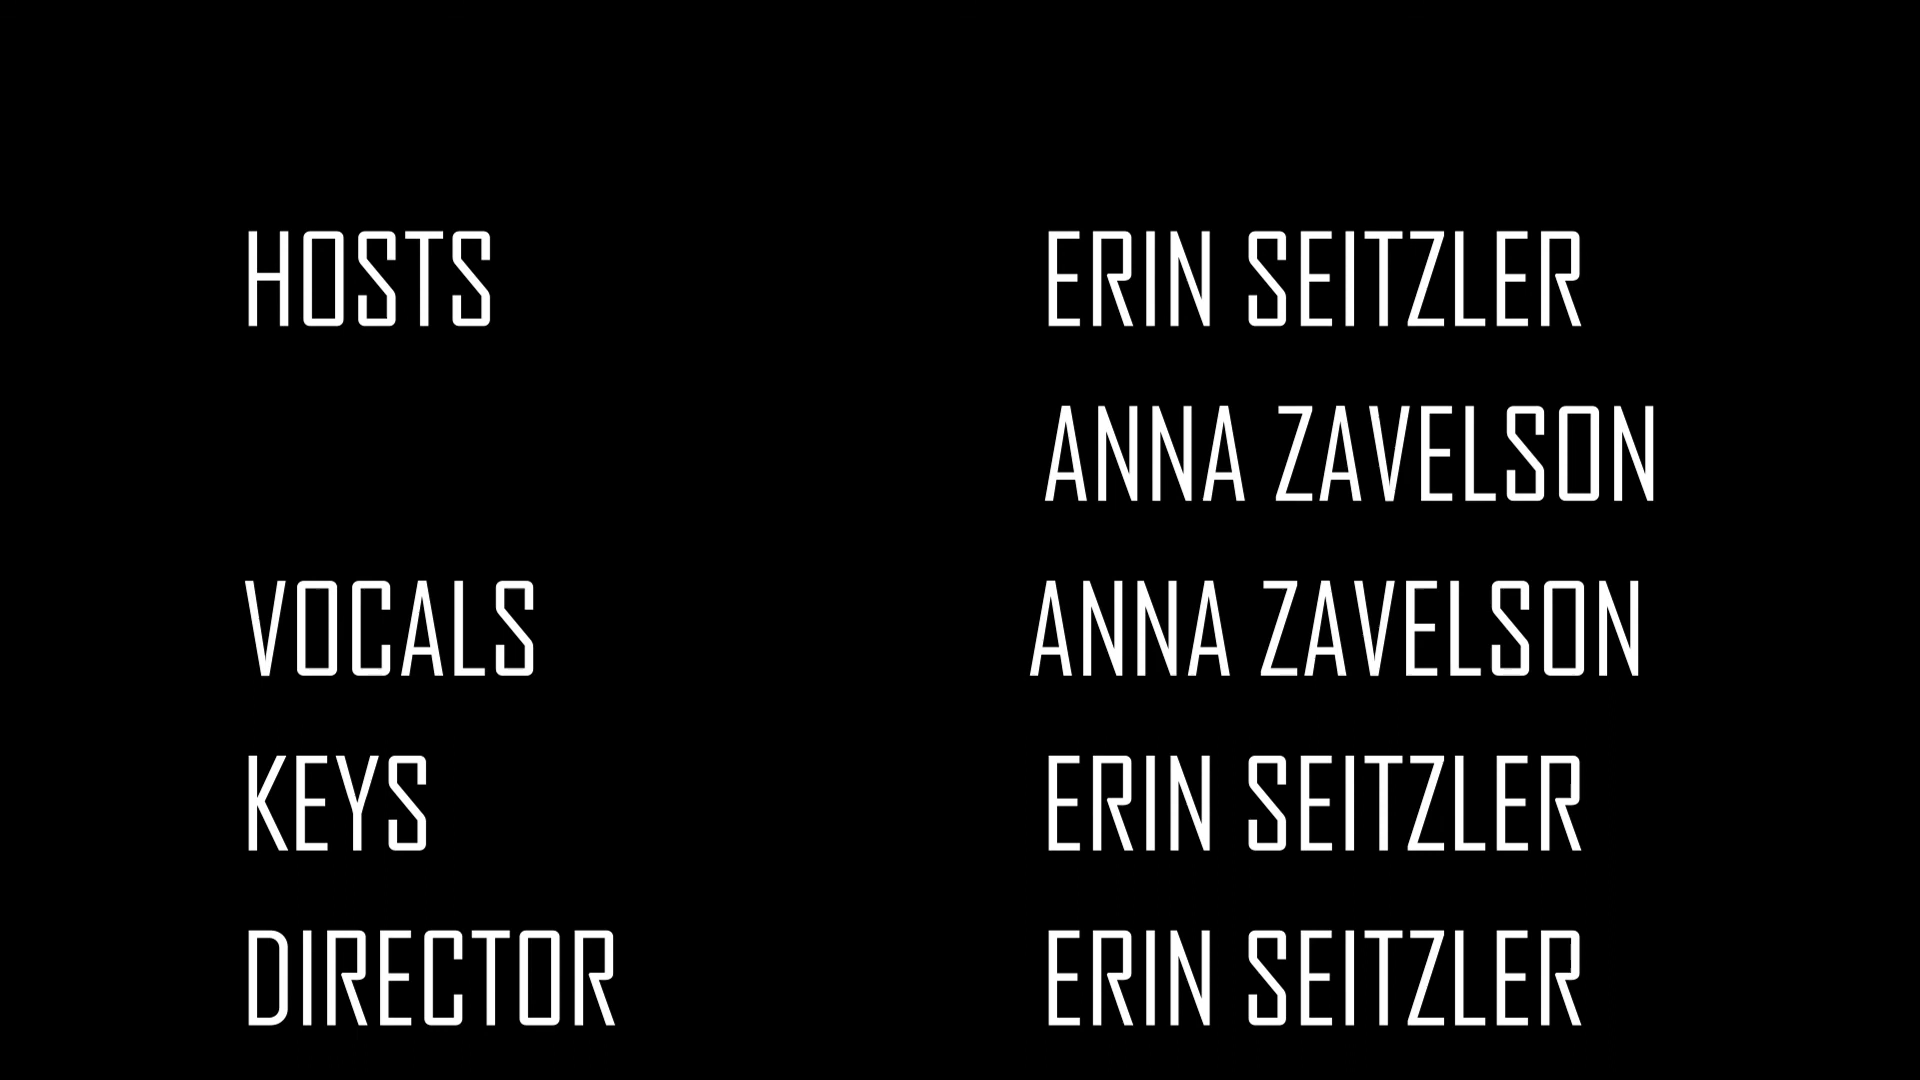 HOSTS ERIN SEITZLER
ANNA ZAVELSON
VOCALS ANNA ZAVELSON
KEYS ERIN SEITZLER
DIRECTOR ERIN SEITZLER